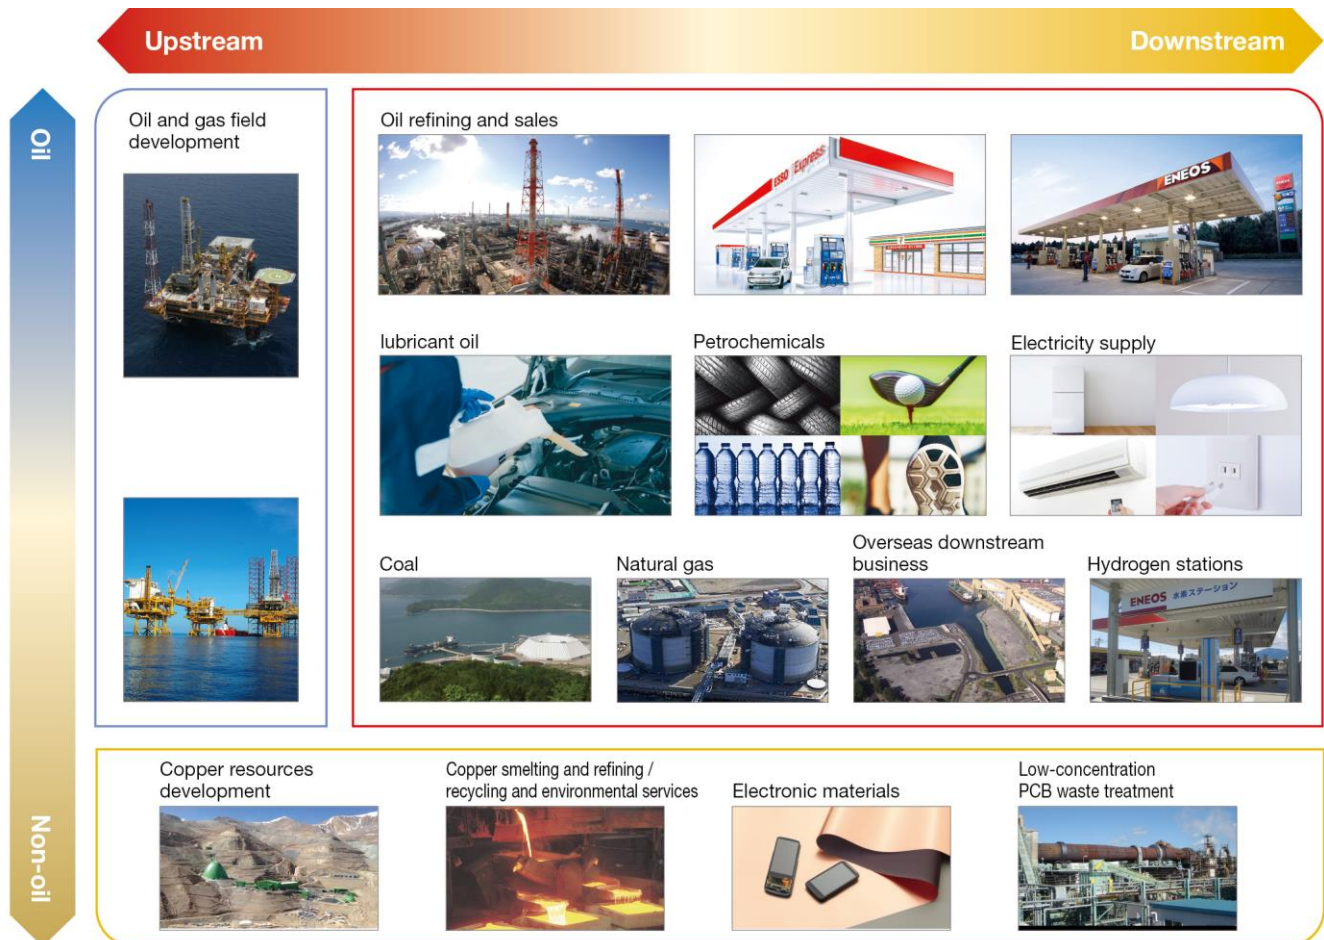 Upstream
Downstream
Oil
Non-oil
Oil and gas field
development
Oil refining and sales
ESSO Express
ENEOS
lubricant oil
Petrochemicals
Electricity supply
Coal
Natural gas
Overseas downstream
business
Hydrogen stations
ENEOS 水素ステーション
Copper resources
development
Copper smelting and refining /
recycling and environmental services
Electronic materials
Low-concentration
PCB waste treatment